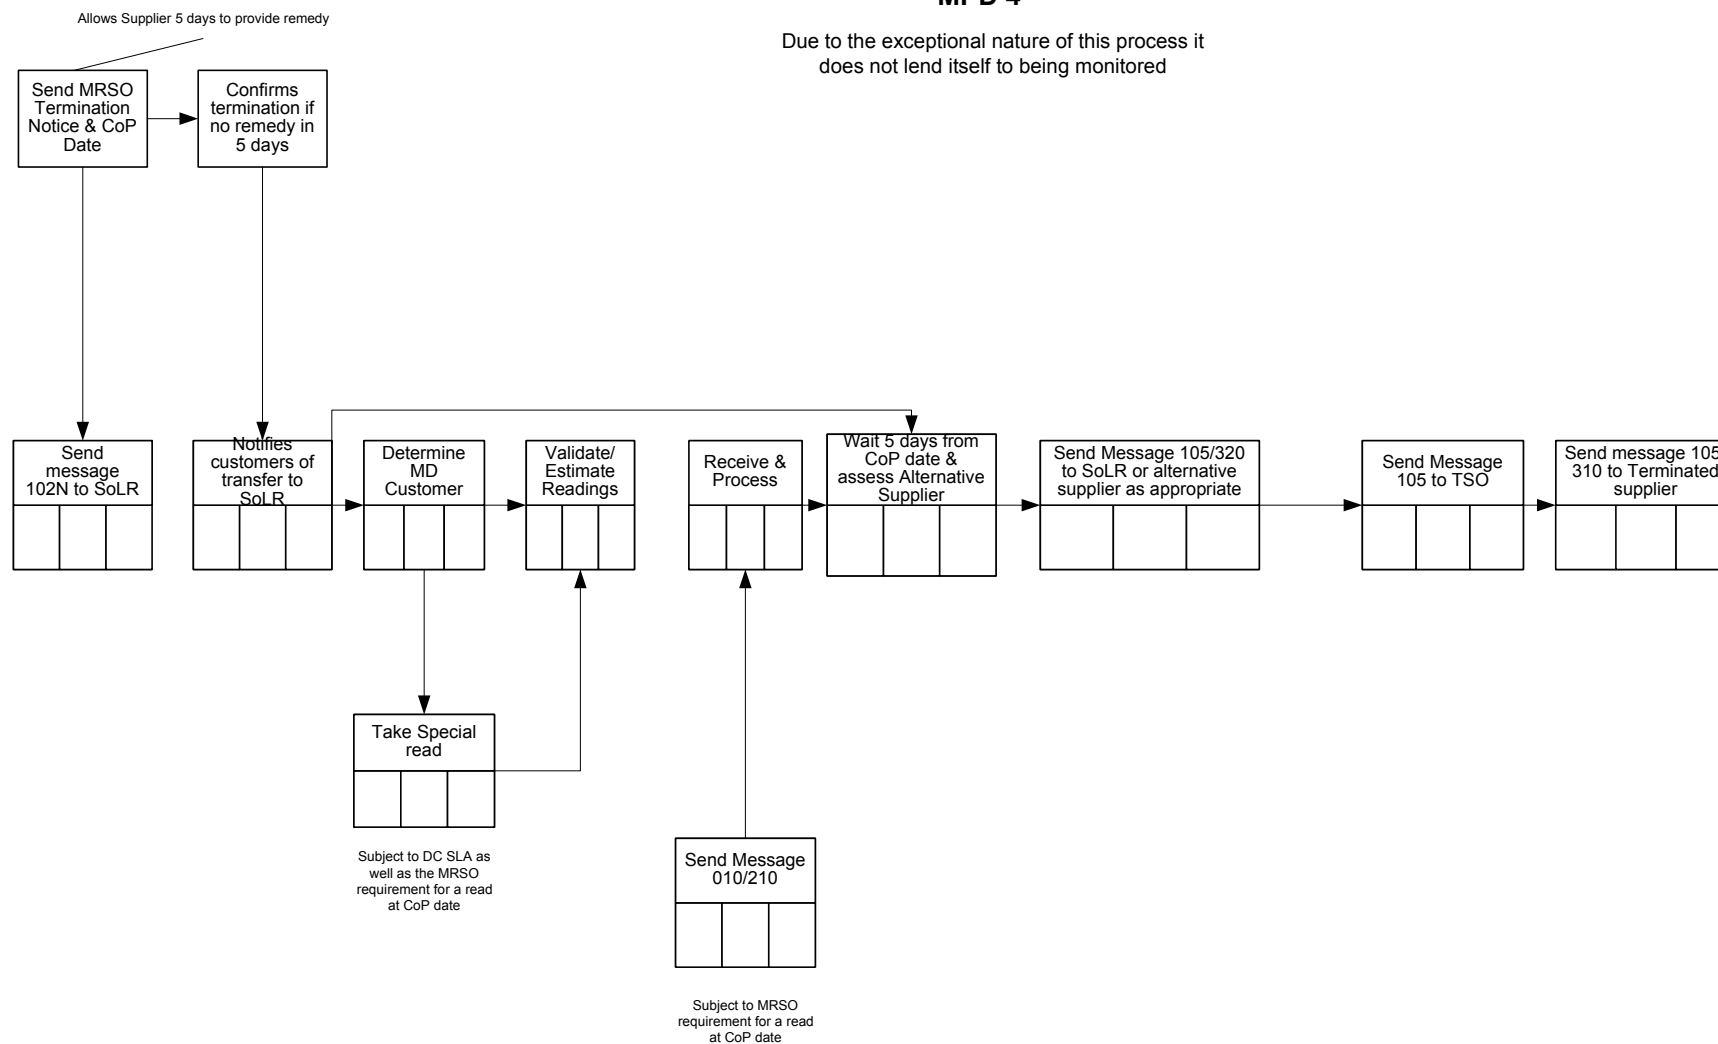 MPD 4
Allows Supplier 5 days to provide remedy
Due to the exceptional nature of this process it
does not lend itself to being monitored
Send MRSO
Termination
Notice & CoP
Date
Confirms
termination if
no remedy in
5 days
Send
message
102N to SoLR
Notifies
customers of
transfer to
SoLR
Determine
MD
Customer
Validate/
Estimate
Readings
Receive &
Process
Wait 5 days from
CoP date &
assess Alternative
Supplier
Send Message 105/320
to SoLR or alternative
supplier as appropriate
Send Message
105 to TSO
Send message 105
310 to Terminated
supplier
Take Special
read
Subject to DC SLA as
well as the MRSO
requirement for a read
at CoP date
Send Message
010/210
Subject to MRSO
requirement for a read
at CoP date